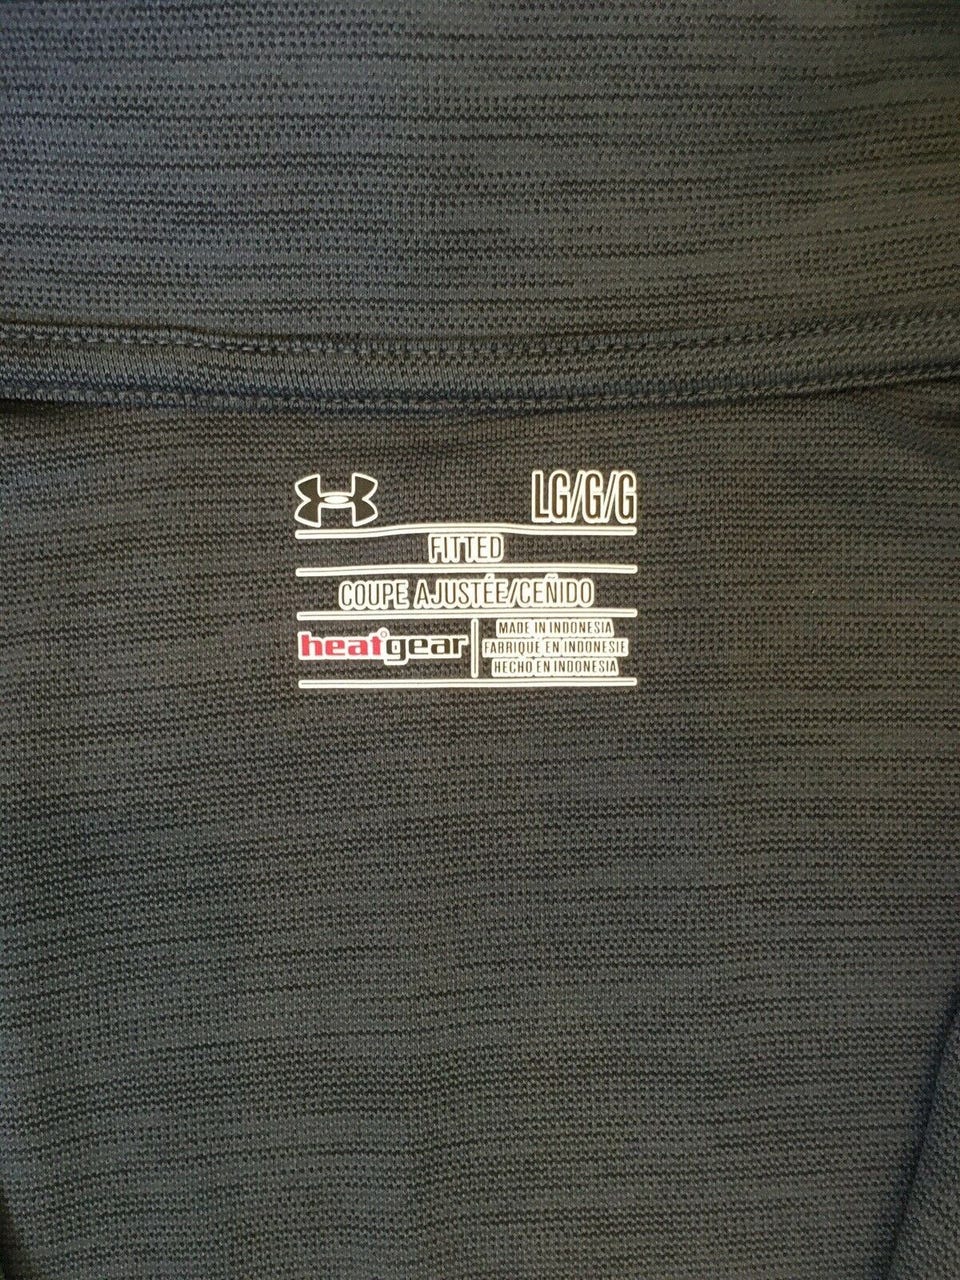 LG/G/G
FITTED
COUPE AJUSTÉE/CEÑIDO
heatgear
MADE IN INDONESIA
FABRIQUE EN INDONESIE
HECHO EN INDONESIA